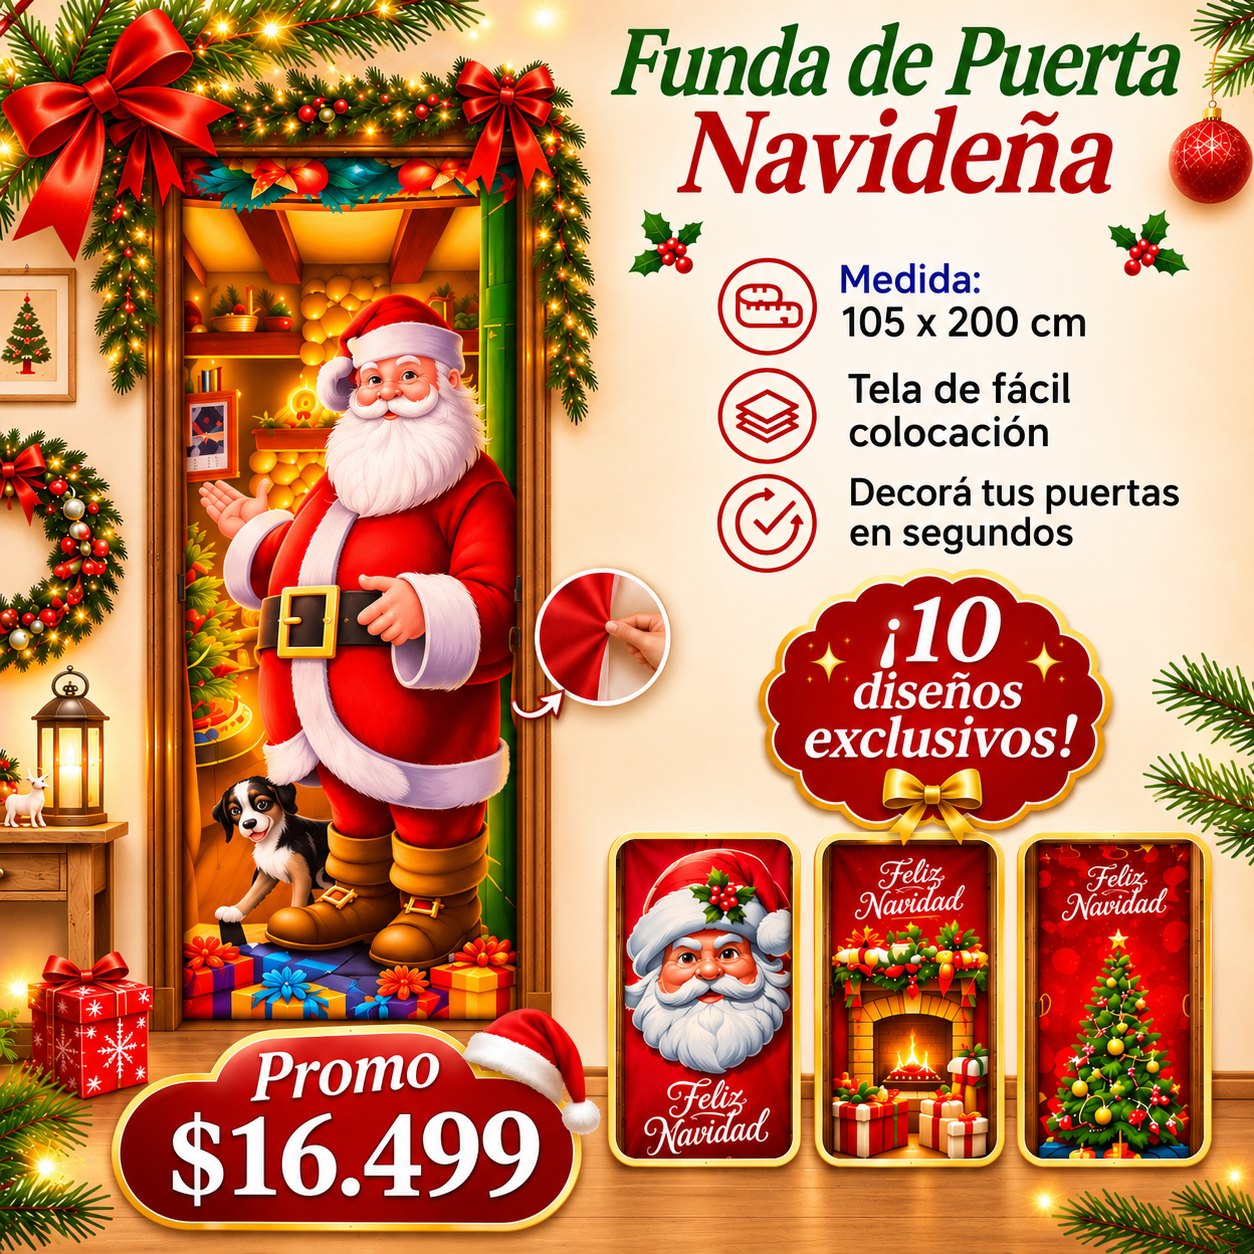 Funda de Puerta
Navideña
Medida:
105 x 200 cm
Tela de fácil
colocación
Decorá tus puertas
en segundos
¡10
diseños
exclusivos!
Feliz
Navidad
Feliz
Navidad
Feliz
Navidad
Promo
$16.499